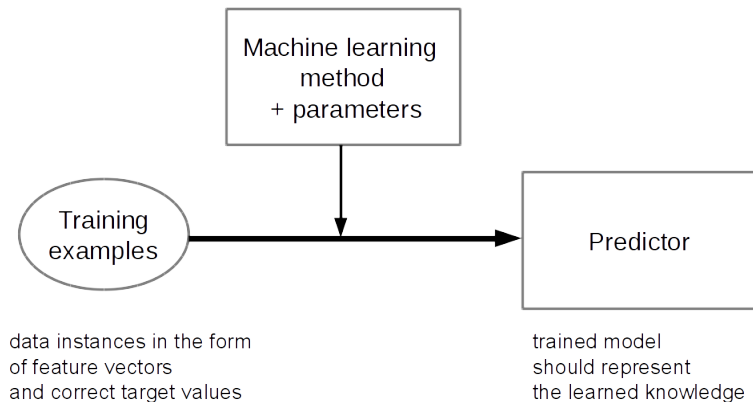 Machine learning
method
+ parameters
Training
examples
Predictor
data instances in the form
of feature vectors
and correct target values
trained model
should represent
the learned knowledge